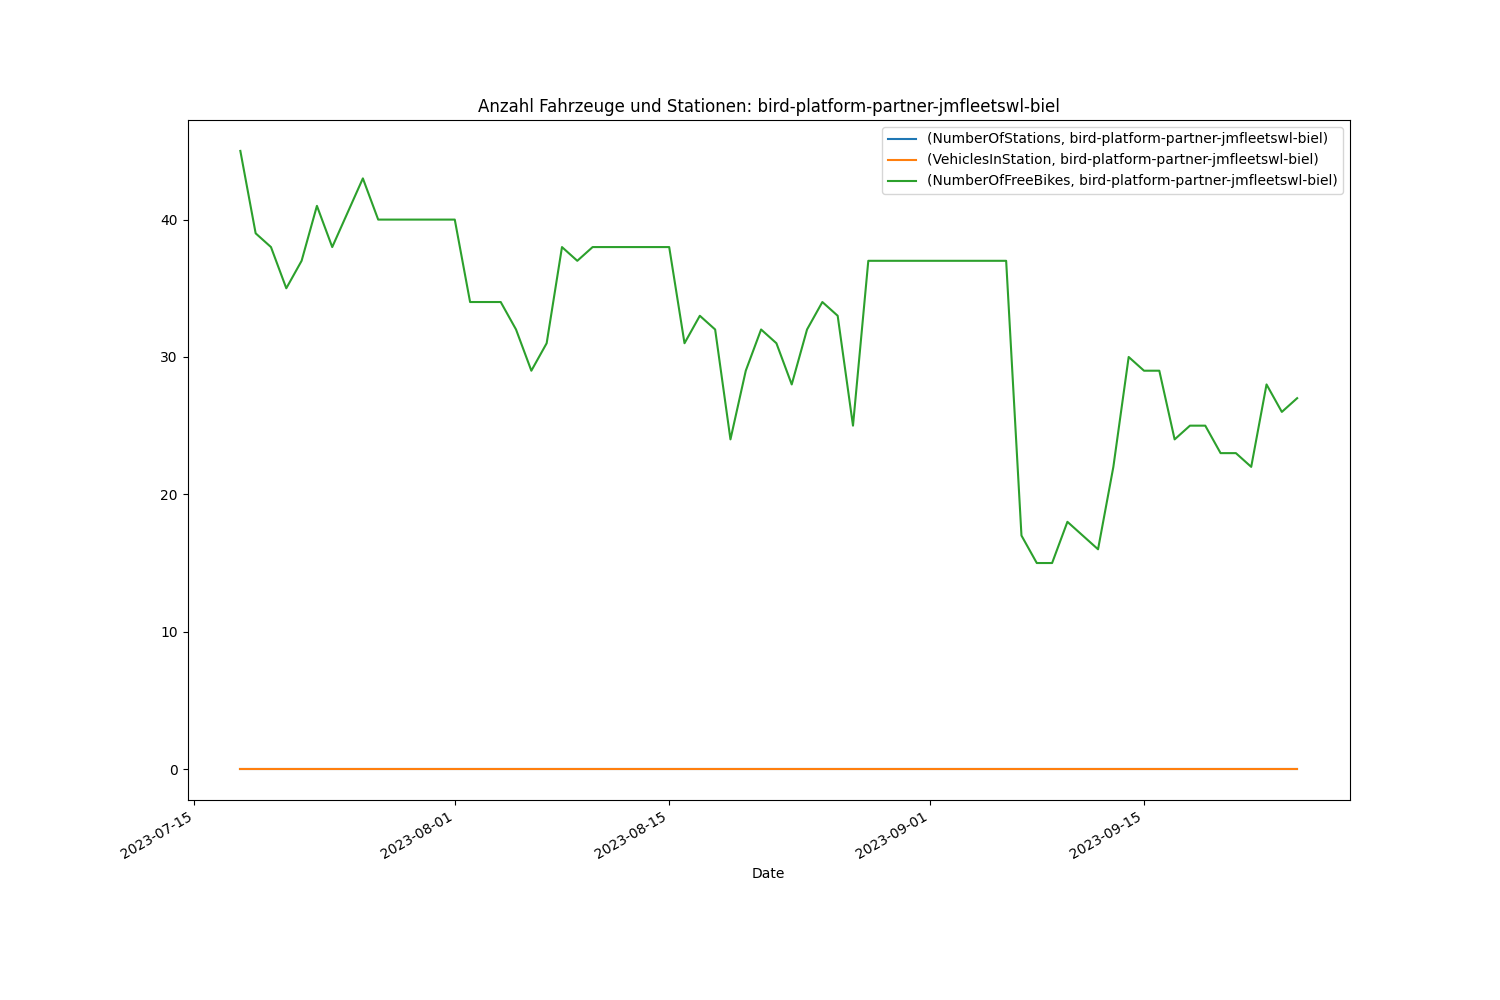 Anzahl Fahrzeuge und Stationen: bird-platform-partner-jmfleetswl-biel
(NumberOfStations, bird-platform-partner-jmfleetswl-biel)
(VehiclesInStation, bird-platform-partner-jmfleetswl-biel)
(NumberOfFreeBikes, bird-platform-partner-jmfleetswl-biel)
40
30
20
10
0
2023-07-15
2023-08-01
2023-08-15
2023-09-01
2023-09-15
Date